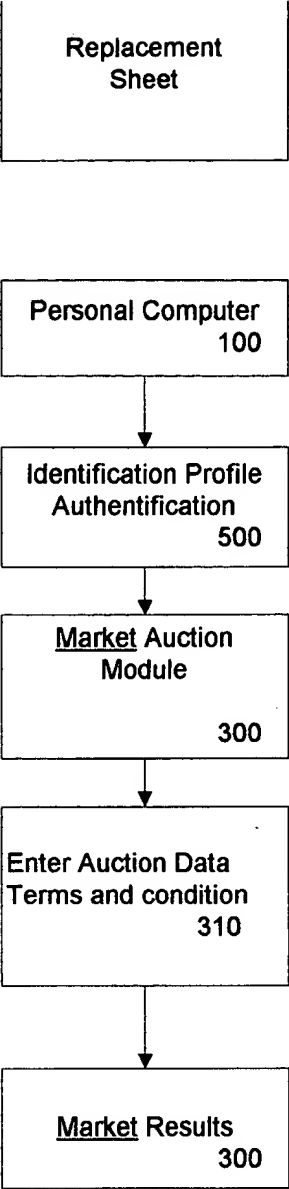 Replacement
Sheet
Personal Computer
100
Identification Profile
Authentification
500
Market Auction
Module
300
Enter Auction Data
Terms and condition
310
Market Results
300